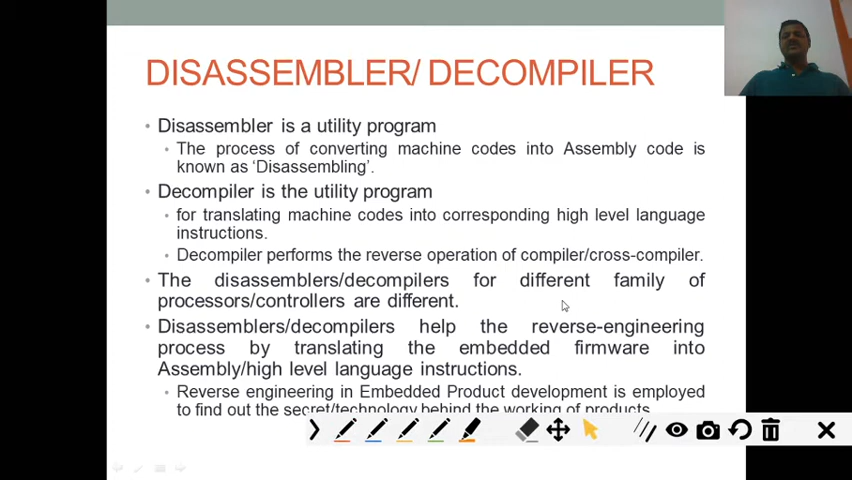 DISASSEMBLER/ DECOMPILER
• Disassembler is a utility program
• The process of converting machine codes into Assembly code is
known as ‘Disassembling’.
• Decompiler is the utility program
• for translating machine codes into corresponding high level language
instructions.
• Decompiler performs the reverse operation of compiler/cross-compiler.
• The disassemblers/decompilers for different family of
processors/controllers are different.
• Disassemblers/decompilers help the reverse-engineering
process by translating the embedded firmware into
Assembly/high level language instructions.
• Reverse engineering in Embedded Product development is employed
to find out the secret/technology behind the working of products.